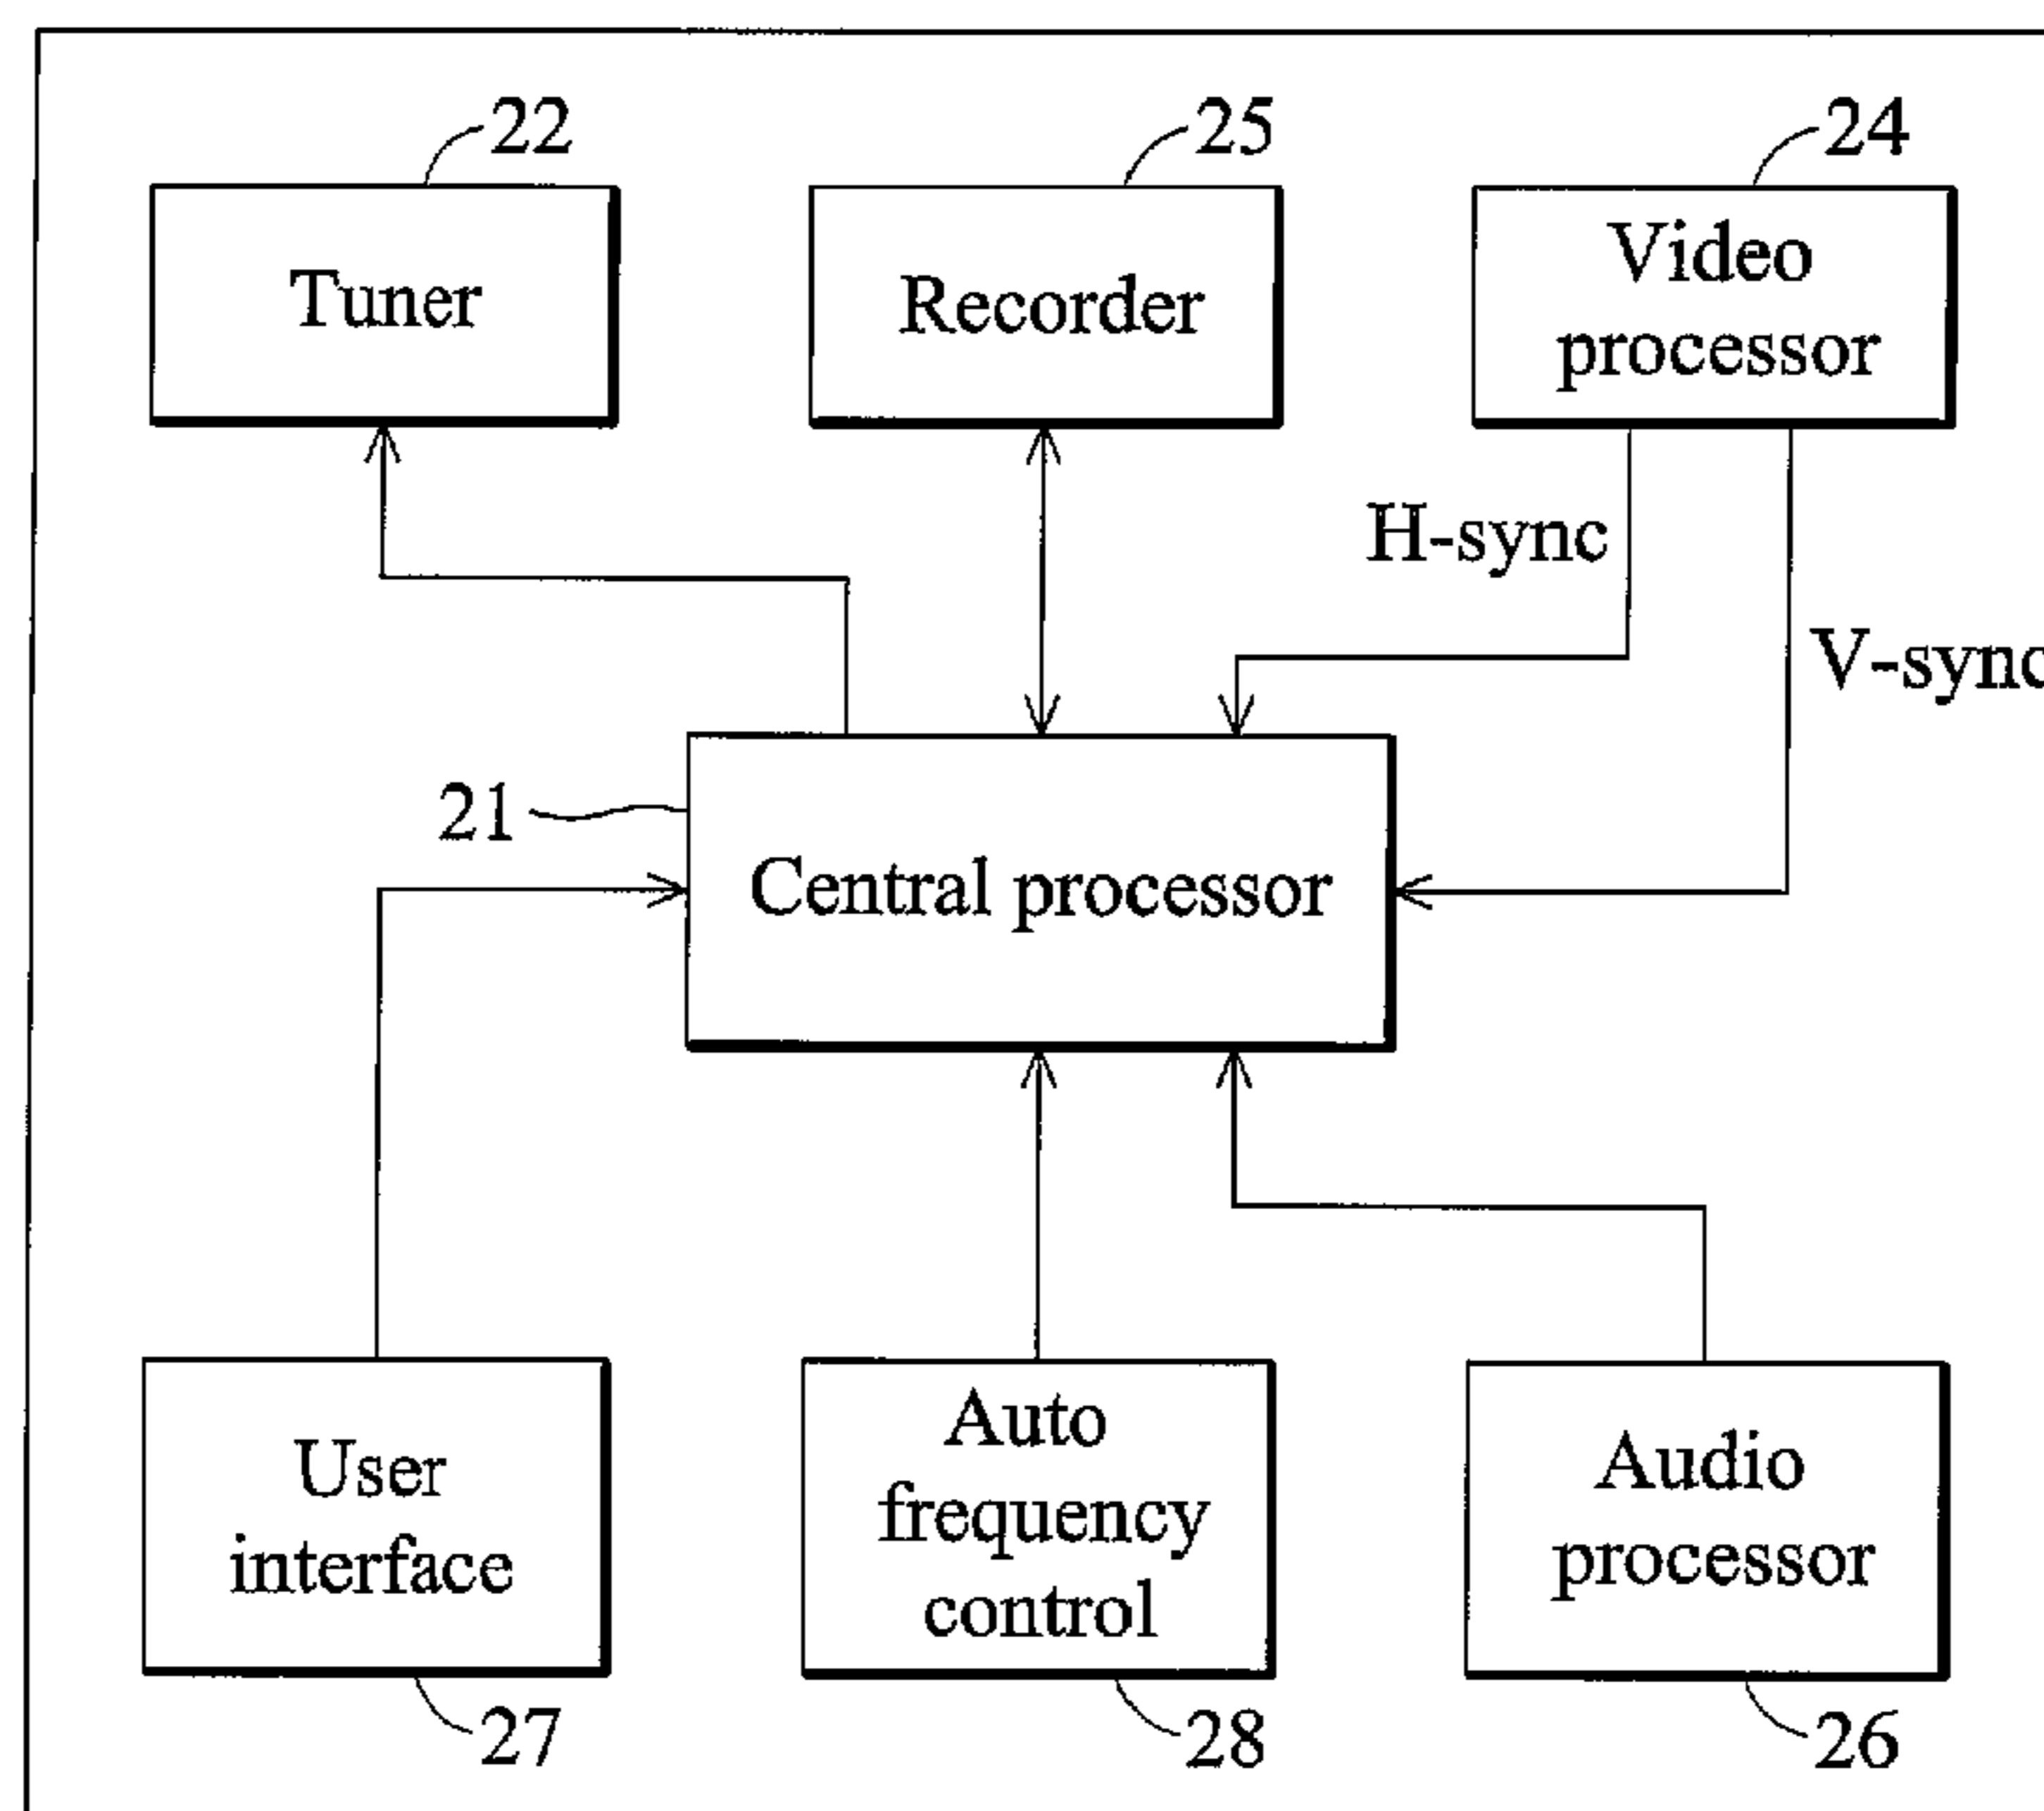 22
25
24
Tuner
Recorder
Video
processor
H-sync
V-sync
21
Central processor
User
interface
Auto
frequency
control
Audio
processor
27
28
26